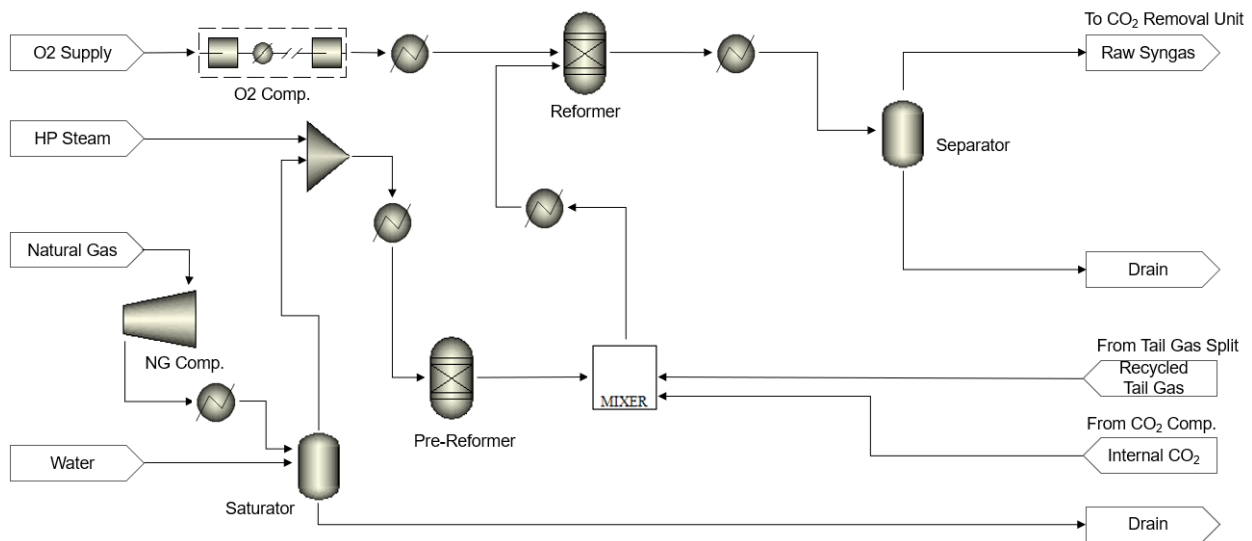 To CO₂ Removal Unit
O2 Supply
Raw Syngas
O2 Comp.
Reformer
HP Steam
Separator
Natural Gas
Drain
NG Comp.
From Tail Gas Split
Recycled
Tail Gas
MIXER
From CO₂ Comp.
Pre-Reformer
Water
Internal CO₂
Saturator
Drain